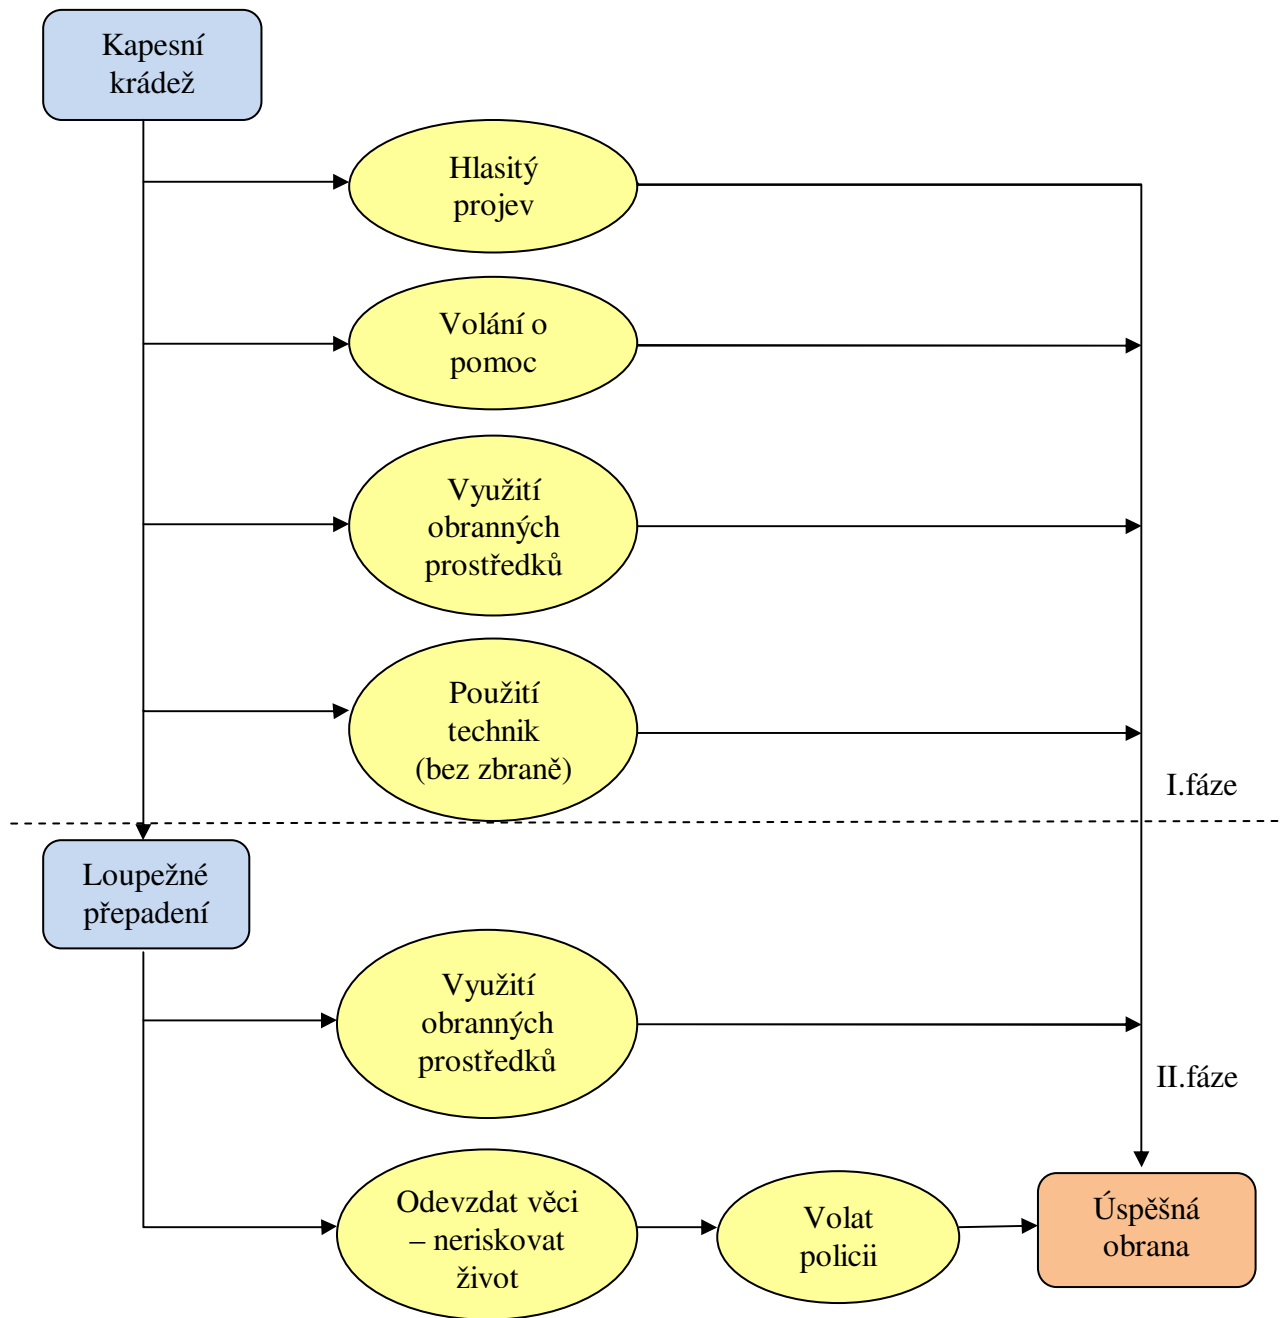 Kapesní
krádež
Hlasitý
projev
Volání o
pomoc
Využití
obranných
prostředků
Použití
technik
(bez zbraně)
I.fáze
Loupežné
přepadení
Využití
obranných
prostředků
II.fáze
Odevzdat věci
– neriskovat
život
Volat
policii
Úspěšná
obrana